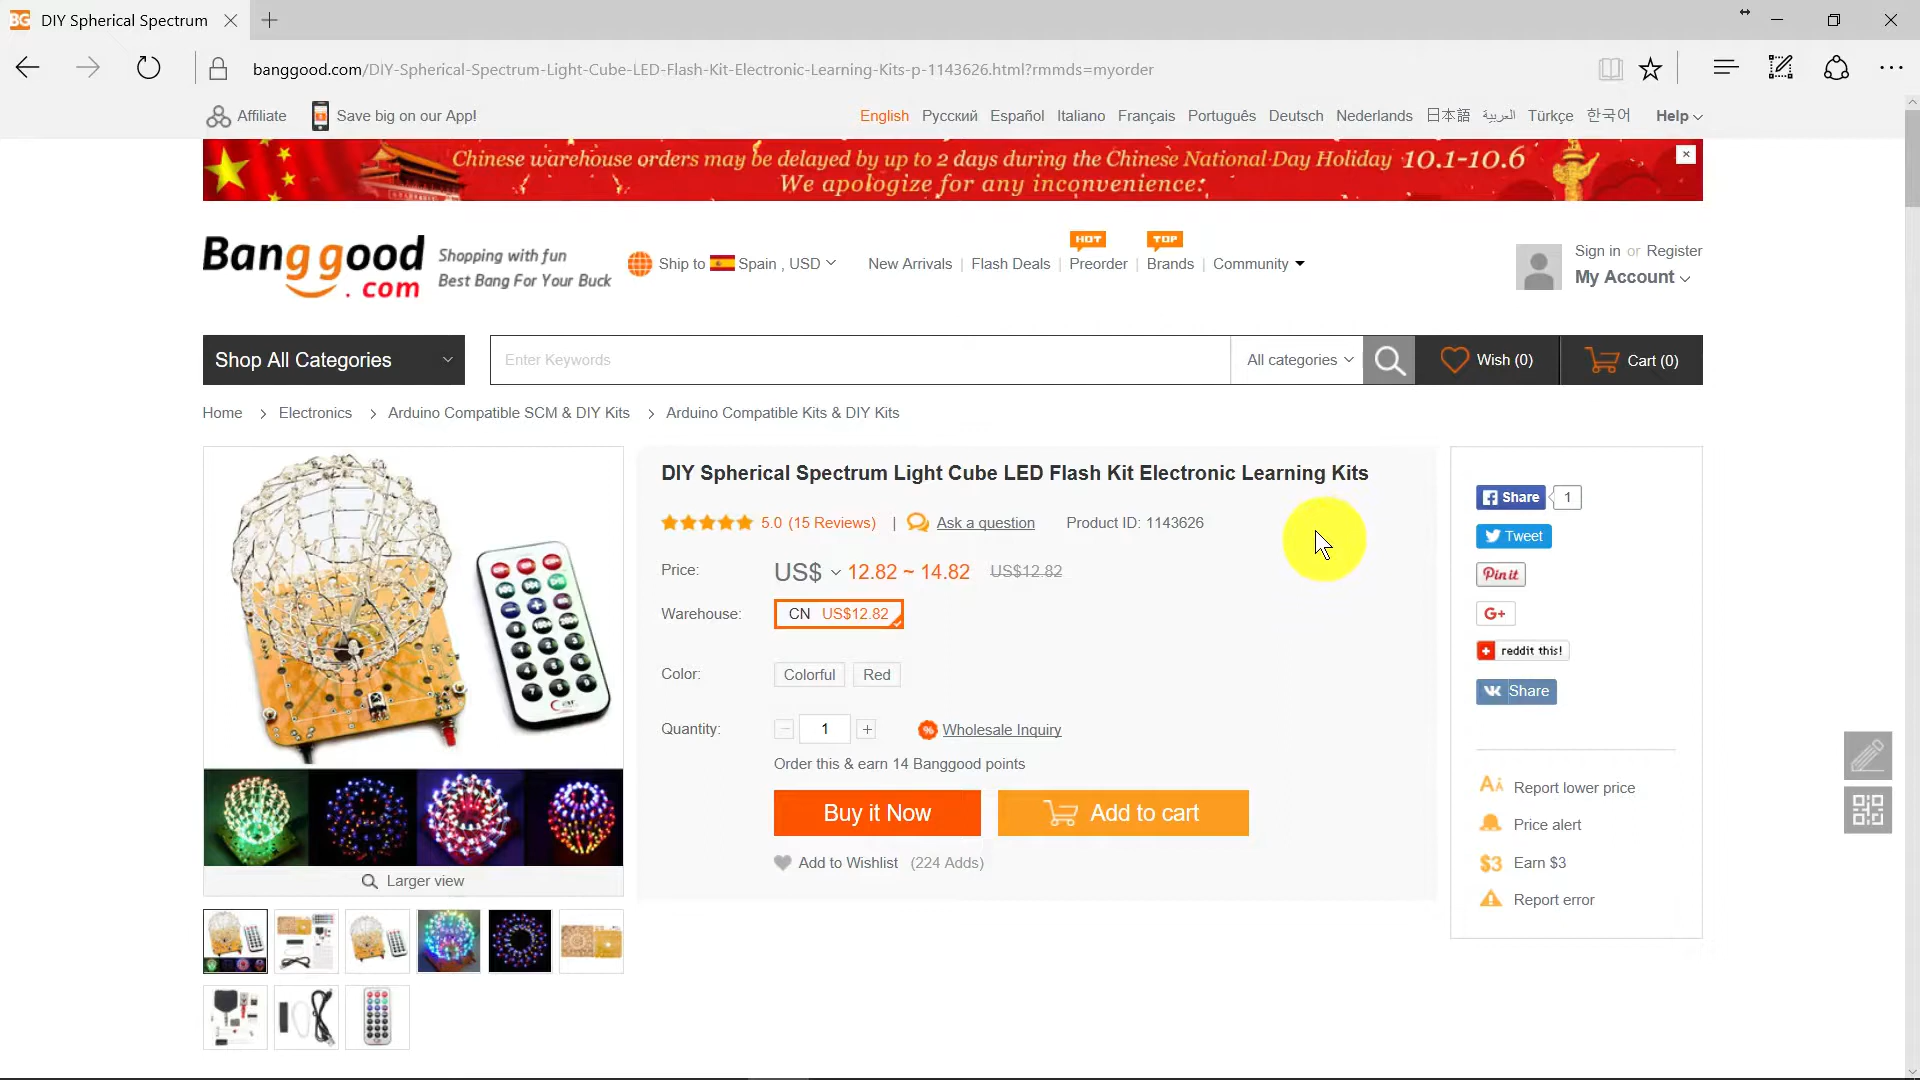 DIY Spherical Spectrum
banggood.com/DIY-Spherical-Spectrum-Light-Cube-LED-Flash-Kit-Electronic-Learning-Kits-p-1143626.html?rmmds=myorder
Affiliate Save big on our App! English Русский Español Italiano Français Português Deutsch Nederlands 日本語 العربية Türkçe 한국어 Help
Chinese warehouse orders may be delayed by up to 2 days during the Chinese National Day Holiday 10.1-10.6
We apologize for any inconvenience!
HOT TOP
Banggood.com
Shopping with fun
Best Bang For Your Buck
Ship to Spain , USD New Arrivals | Flash Deals | Preorder | Brands | Community
Sign in or Register
My Account
Shop All Categories Enter Keywords All categories Wish (0) Cart (0)
Home > Electronics > Arduino Compatible SCM & DIY Kits > Arduino Compatible Kits & DIY Kits
DIY Spherical Spectrum Light Cube LED Flash Kit Electronic Learning Kits
5.0 (15 Reviews) | Ask a question Product ID: 1143626
Price: US$ 12.82 ~ 14.82 US$12.82
Warehouse: CN US$12.82
Color: Colorful Red
Quantity: − 1 + Wholesale Inquiry
Order this & earn 14 Banggood points
Buy it Now Add to cart
Add to Wishlist (224 Adds)
Larger view
Share 1
Tweet
Pin it
G+
reddit this!
Share
Report lower price
Price alert
$3 Earn $3
Report error